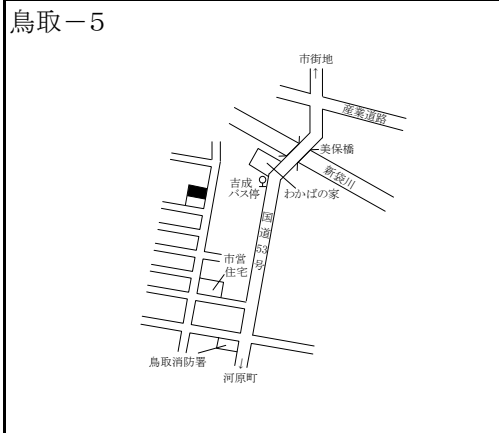 鳥取－5
市街地
↑
産業道路
美保橋
新袋川
吉成
バス停
わかばの家
国道53号
市営
住宅
鳥取消防署
↓
河原町